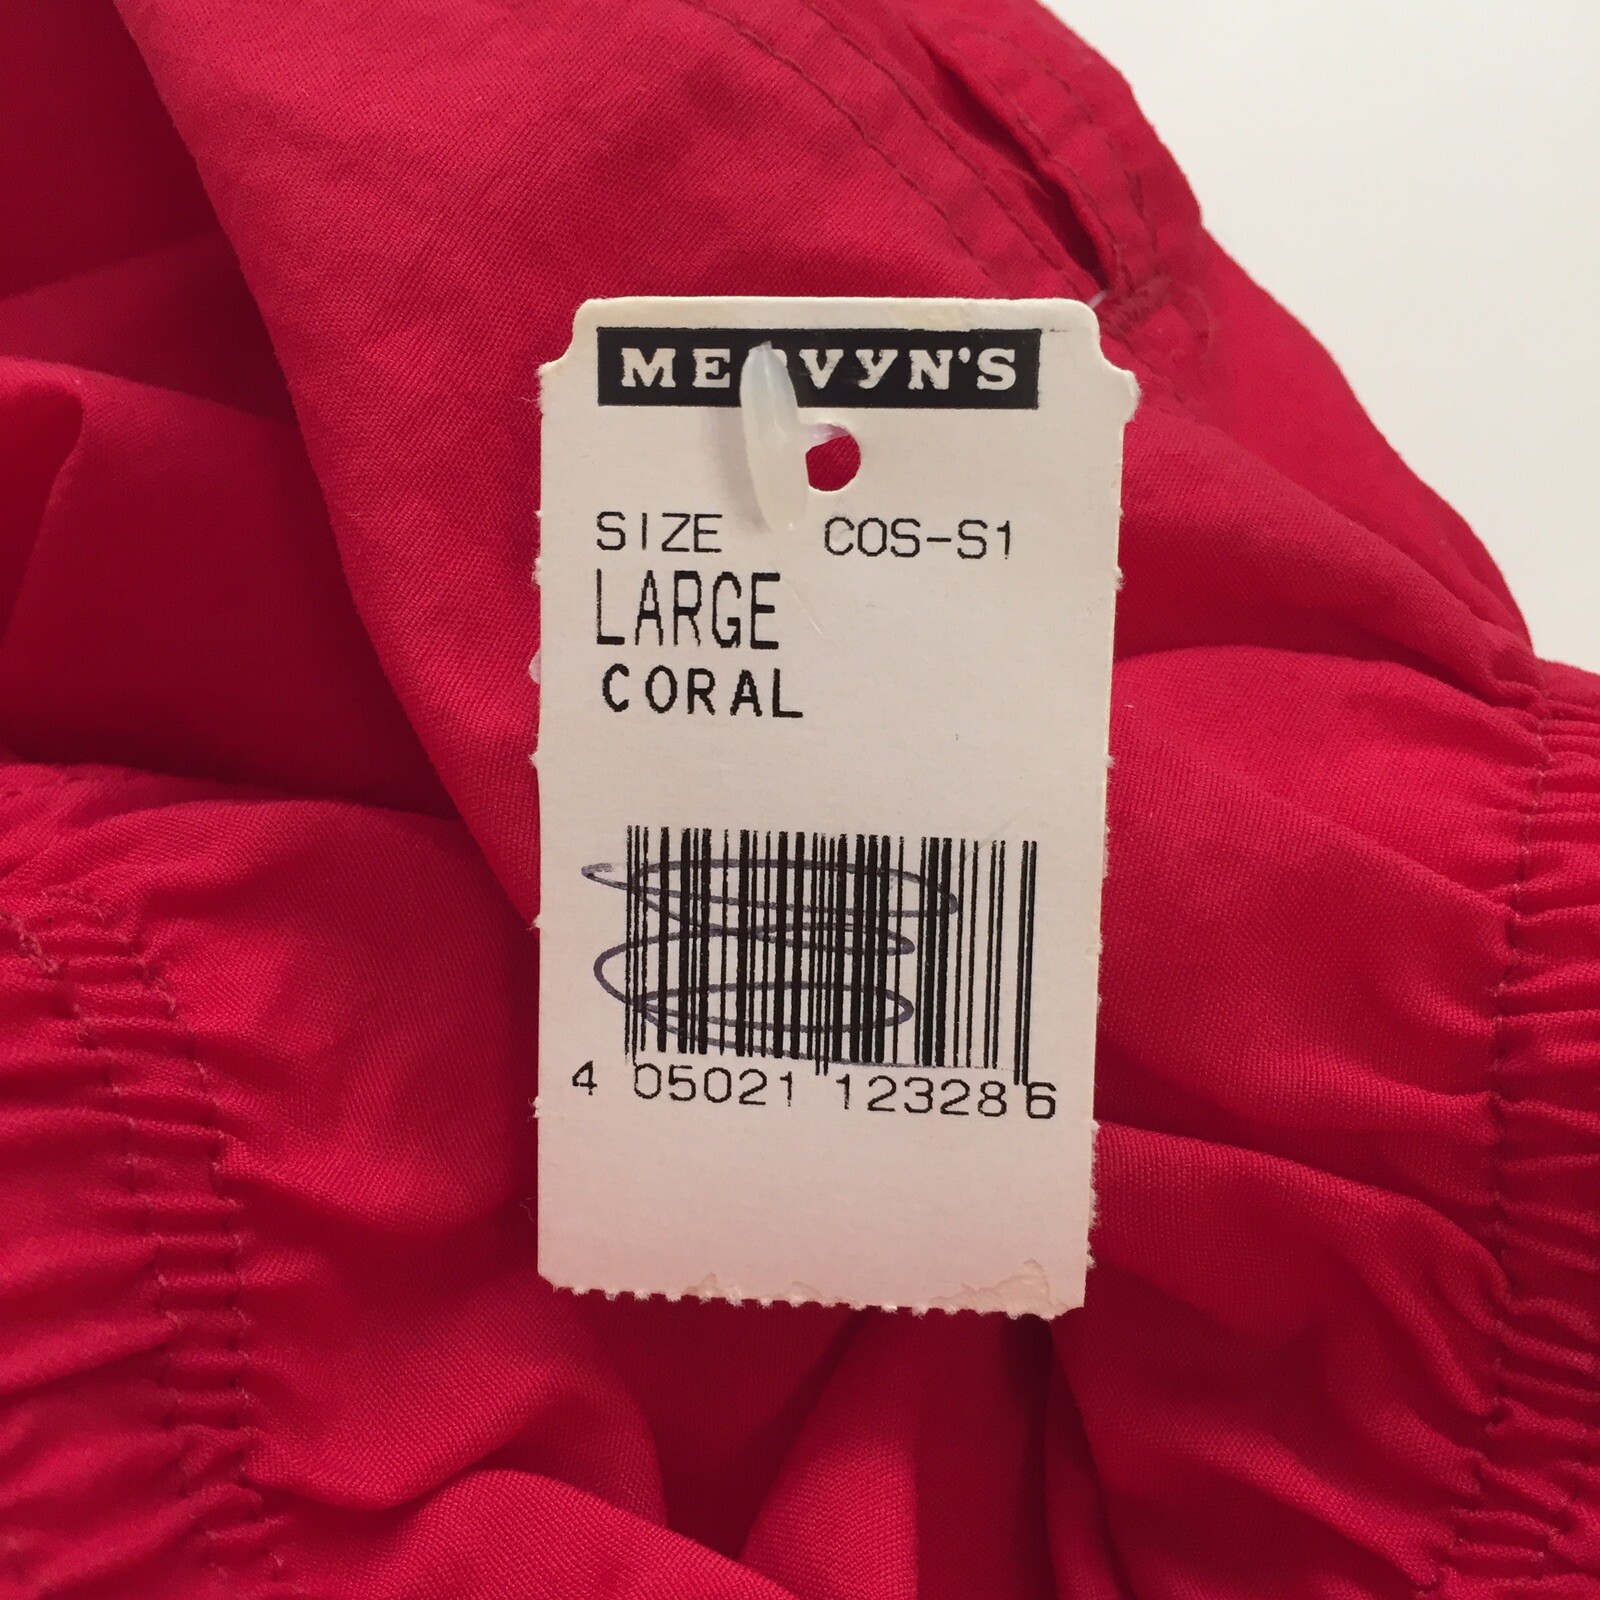 MERVYN'S
SIZE COS-S1
LARGE
CORAL
4 05021 12328 6